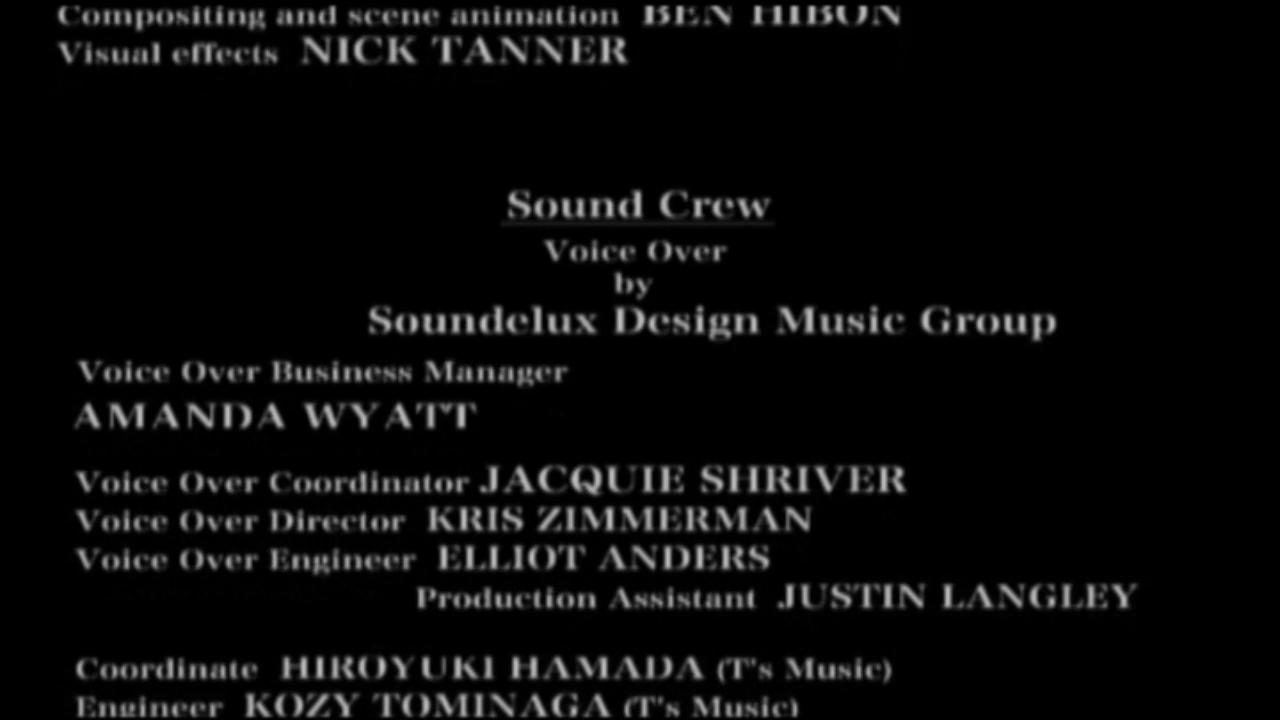 Compositing and scene animation BEN HIBON
Visual effects NICK TANNER
Sound Crew
Voice Over
by
Soundelux Design Music Group
Voice Over Business Manager
AMANDA WYATT
Voice Over Coordinator JACQUIE SHRIVER
Voice Over Director KRIS ZIMMERMAN
Voice Over Engineer ELLIOT ANDERS
Production Assistant JUSTIN LANGLEY
Coordinate HIROYUKI HAMADA (T's Music)
Engineer KOZY TOMINAGA (T's Music)